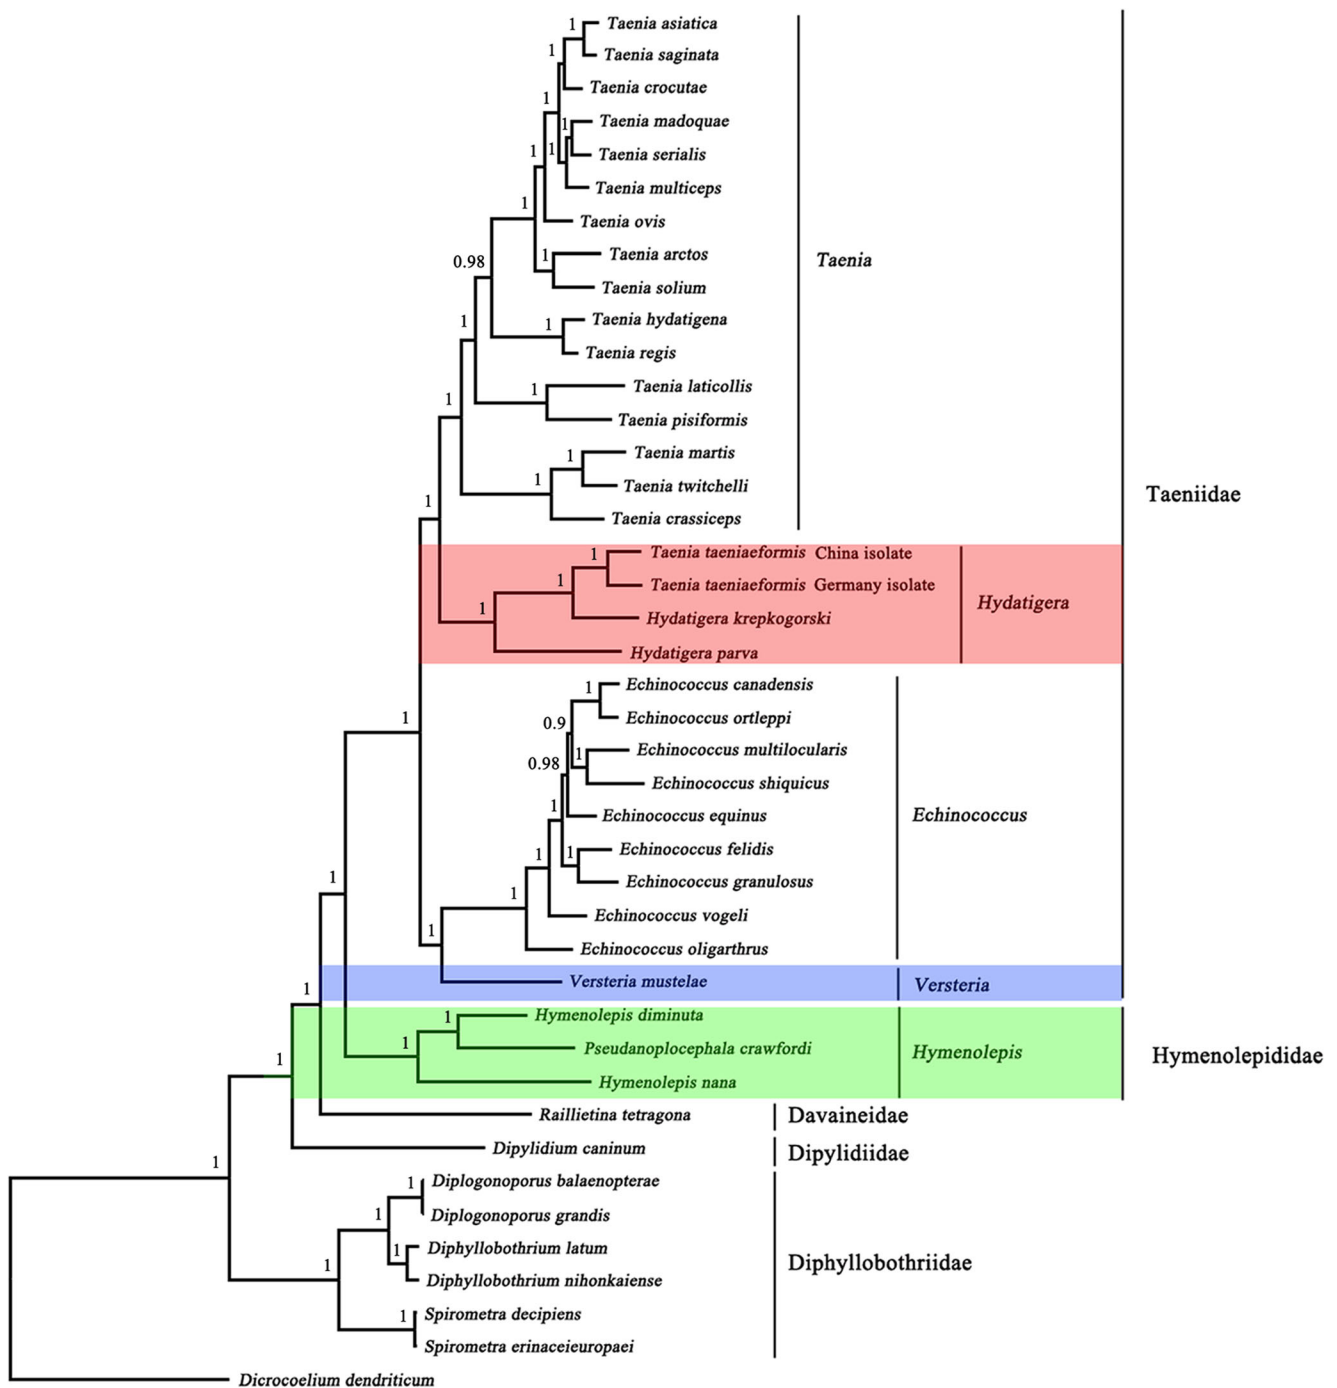 1
Taenia asiatica
1
Taenia saginata
Taenia crocutae
1
1
Taenia madoquae
1
1
Taenia serialis
Taenia multiceps
1
Taenia ovis
1
Taenia arctos
0.98
Taenia
Taenia solium
1
1
Taenia hydatigena
Taenia regis
1
Taenia laticollis
1
Taenia pisiformis
1
Taenia martis
1
Taenia twitchelli
1
Taeniidae
Taenia crassiceps
1
Taenia taeniaeformis China isolate
1
Taenia taeniaeformis Germany isolate
1
Hydatigera
Hydatigera krepkogorski
Hydatigera parva
1
Echinococcus canadensis
1
Echinococcus ortleppi
0.9
1
Echinococcus multilocularis
0.98
Echinococcus shiquicus
1
Echinococcus equinus
Echinococcus
1
1
Echinococcus felidis
1
1
Echinococcus granulosus
Echinococcus vogeli
1
Echinococcus oligarthrus
1
Versteria mustelae
Versteria
1
Hymenolepis diminuta
1
Pseudanoplocephala crawfordi
Hymenolepis
Hymenolepididae
1
Hymenolepis nana
Raillietina tetragona
Davaineidae
Dipylidium caninum
Dipylidiidae
1
1
Diplogonoporus balaenopterae
1
Diplogonoporus grandis
1
Diphyllobothrium latum
1
Diphyllobothriidae
Diphyllobothrium nihonkaiense
1
Spirometra decipiens
Spirometra erinaceieuropaei
Dicrocoelium dendriticum